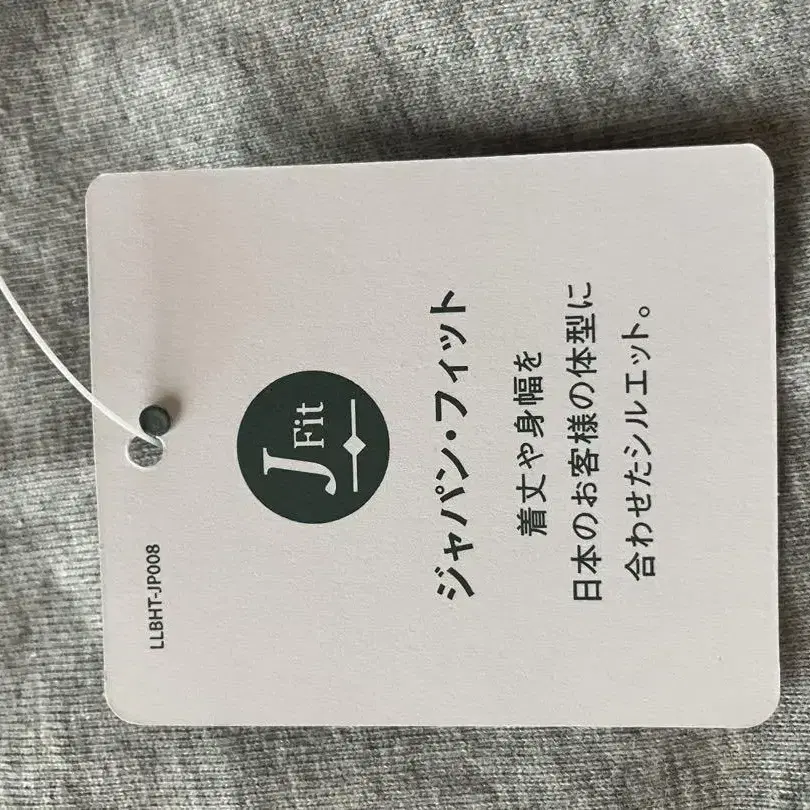 LLBHT-JP008
J
Fit
ジャパン・フィット
着丈や身幅を
日本のお客様の体型に
合わせたシルエット。